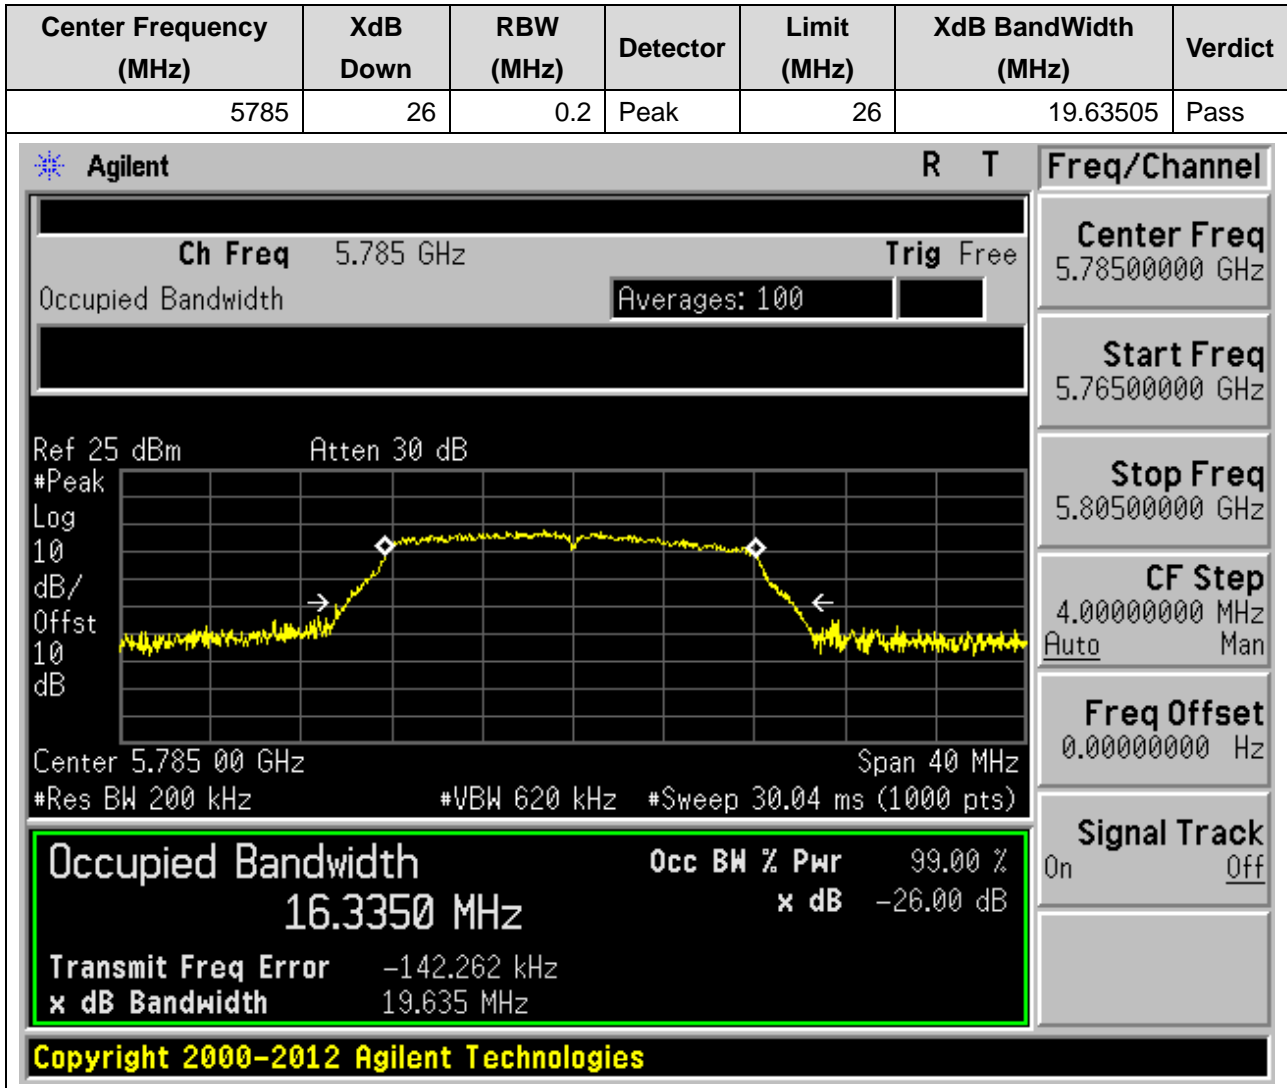 Center Frequency (MHz) XdB Down RBW (MHz) Detector Limit (MHz) XdB BandWidth (MHz) Verdict
5785 26 0.2 Peak 26 19.63505 Pass
Agilent R T
Ch Freq 5.785 GHz Trig Free
Occupied Bandwidth Averages: 100
Ref 25 dBm Atten 30 dB
#Peak
Log
10
dB/
Offst
10
dB
Center 5.785 00 GHz Span 40 MHz
#Res BW 200 kHz #VBW 620 kHz #Sweep 30.04 ms (1000 pts)
Occupied Bandwidth Occ BW % Pwr 99.00 %
16.3350 MHz x dB -26.00 dB
Transmit Freq Error -142.262 kHz
x dB Bandwidth 19.635 MHz
Copyright 2000-2012 Agilent Technologies
Freq/Channel
Center Freq
5.78500000 GHz
Start Freq
5.76500000 GHz
Stop Freq
5.80500000 GHz
CF Step
4.00000000 MHz
Auto Man
Freq Offset
0.00000000 Hz
Signal Track
On Off